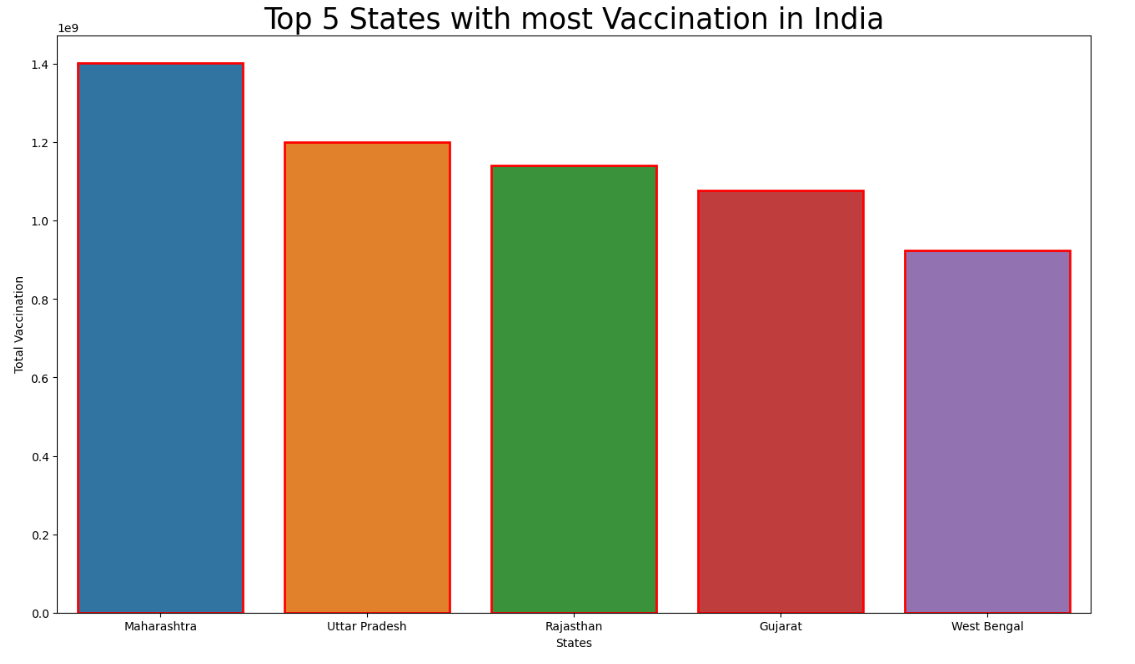 Top 5 States with most Vaccination in India
1e9
1.4
1.2
1.0
0.8
0.6
0.4
0.2
0.0
Total Vaccination
Maharashtra
Uttar Pradesh
Rajasthan
Gujarat
West Bengal
States